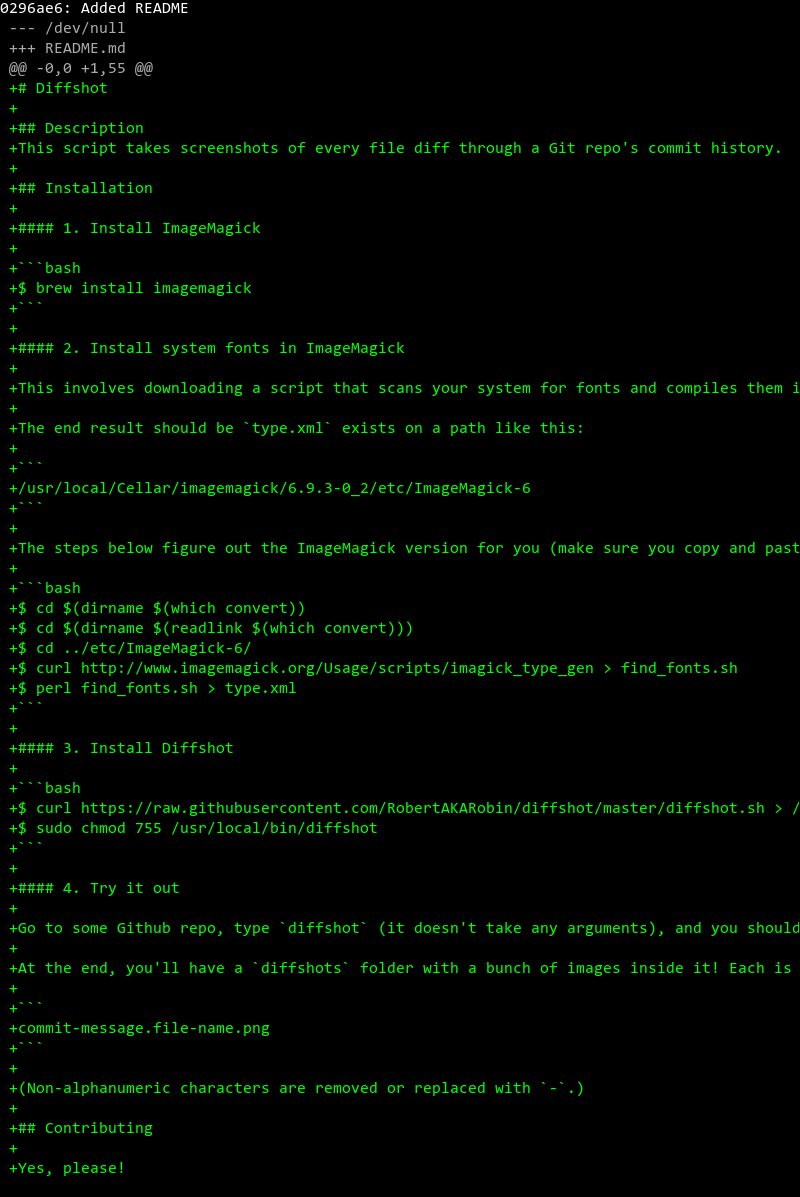 0296ae6: Added README
--- /dev/null
+++ README.md
@@ -0,0 +1,55 @@
+# Diffshot
+
+## Description
+This script takes screenshots of every file diff through a Git repo's commit history.
+
+## Installation
+
+#### 1. Install ImageMagick
+
+```bash
+$ brew install imagemagick
+```
+
+#### 2. Install system fonts in ImageMagick
+
+This involves downloading a script that scans your system for fonts and compiles them i
+
+The end result should be `type.xml` exists on a path like this:
+
+```
+/usr/local/Cellar/imagemagick/6.9.3-0_2/etc/ImageMagick-6
+```
+
+The steps below figure out the ImageMagick version for you (make sure you copy and past
+
+```bash
+$ cd $(dirname $(which convert))
+$ cd $(dirname $(readlink $(which convert)))
+$ cd ../etc/ImageMagick-6/
+$ curl http://www.imagemagick.org/Usage/scripts/imagick_type_gen > find_fonts.sh
+$ perl find_fonts.sh > type.xml
+```
+
+#### 3. Install Diffshot
+
+```bash
+$ curl https://raw.githubusercontent.com/RobertAKARobin/diffshot/master/diffshot.sh > /
+$ sudo chmod 755 /usr/local/bin/diffshot
+```
+
+#### 4. Try it out
+
+Go to some Github repo, type `diffshot` (it doesn't take any arguments), and you should
+
+At the end, you'll have a `diffshots` folder with a bunch of images inside it! Each is
+
+```
+commit-message.file-name.png
+```
+
+(Non-alphanumeric characters are removed or replaced with `-`.)
+
+## Contributing
+
+Yes, please!